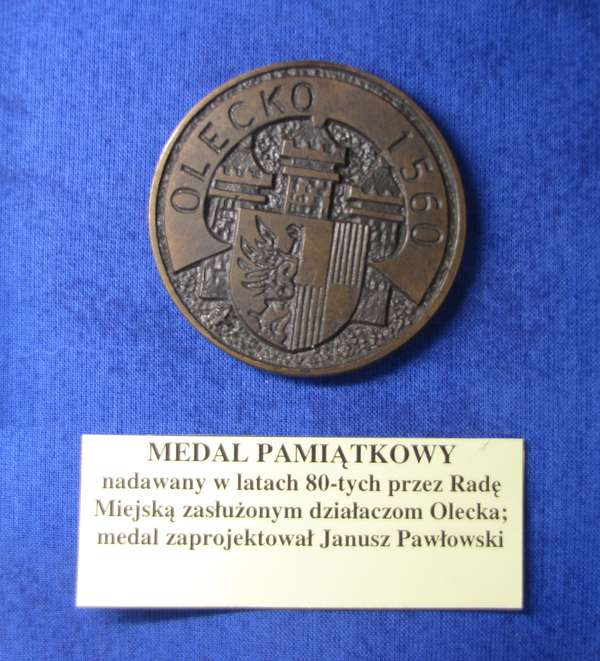 OLECKO 1560
MEDAL PAMIĄTKOWY
nadawany w latach 80-tych przez Radę
Miejską zasłużonym działaczom Olecka;
medal zaprojektował Janusz Pawłowski